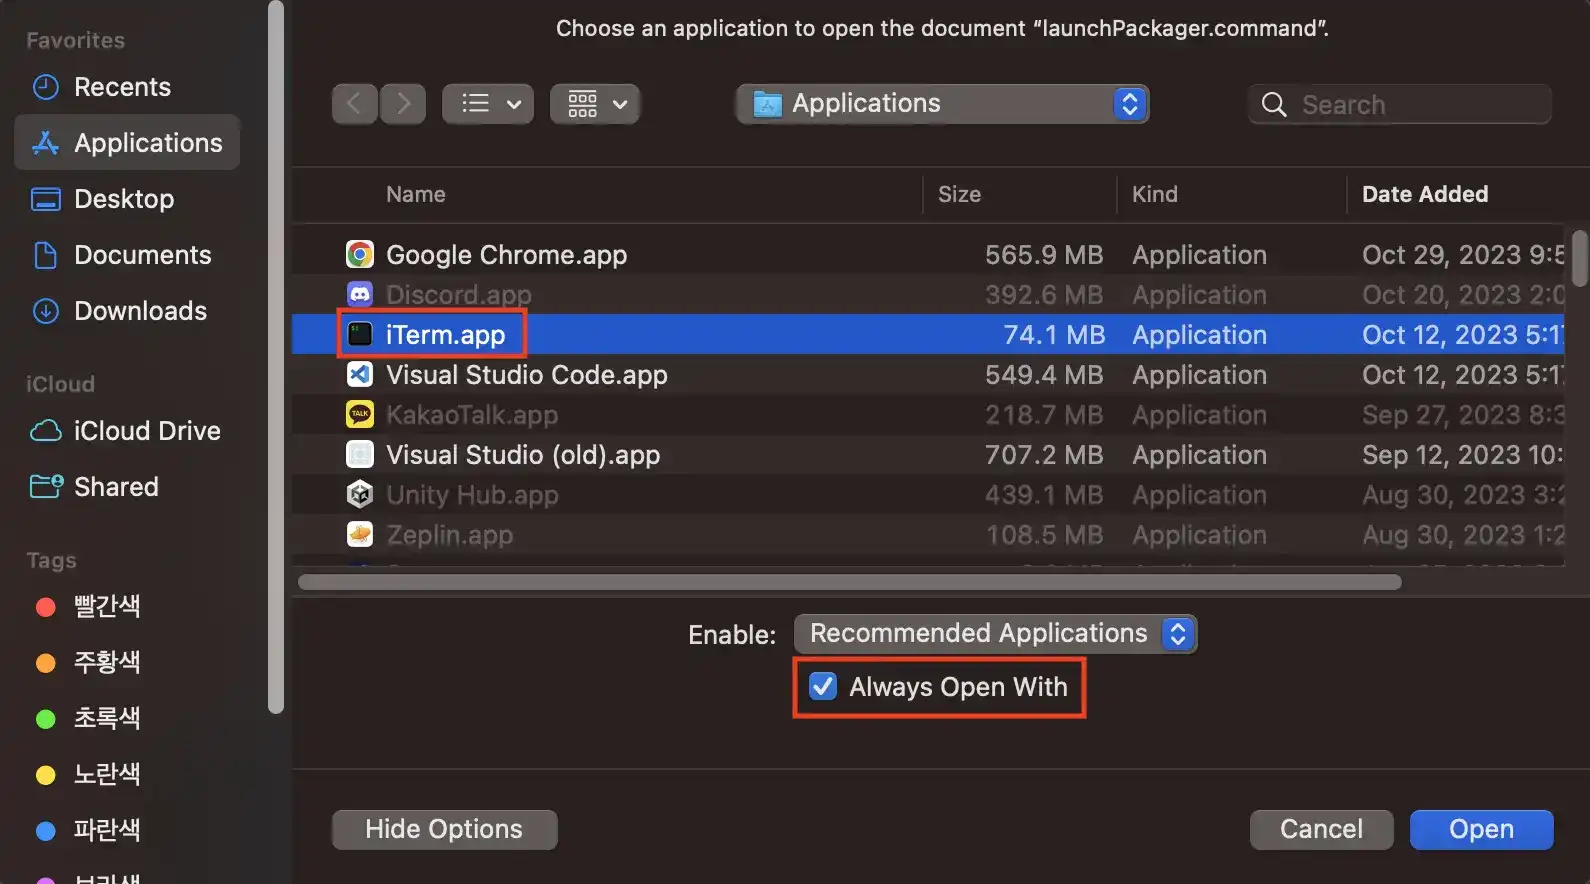 Choose an application to open the document “launchPackager.command”.
Favorites
Recents
Applications
Desktop
Documents
Downloads
iCloud
iCloud Drive
Shared
Tags
빨간색
주황색
초록색
노란색
파란색
Applications
Search
Name Size Kind Date Added
Google Chrome.app 565.9 MB Application Oct 29, 2023 9:5
Discord.app 392.6 MB Application Oct 20, 2023 2:0
iTerm.app 74.1 MB Application Oct 12, 2023 5:1
Visual Studio Code.app 549.4 MB Application Oct 12, 2023 5:1
TALK
KakaoTalk.app 218.7 MB Application Sep 27, 2023 8:3
Visual Studio (old).app 707.2 MB Application Sep 12, 2023 10:
Unity Hub.app 439.1 MB Application Aug 30, 2023 3:2
Zeplin.app 108.5 MB Application Aug 30, 2023 1:2
Enable: Recommended Applications
Always Open With
Hide Options Cancel Open